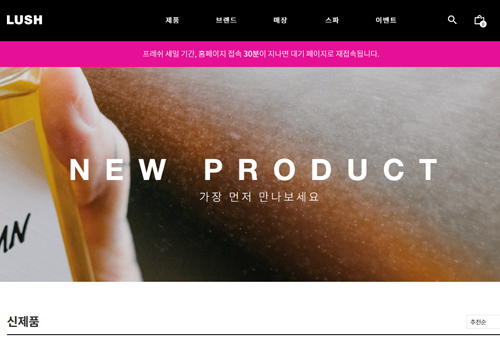 LUSH
제품 브랜드 매장 스파 이벤트
0
프레쉬 세일 기간, 홈페이지 접속 30분이 지나면 대기 페이지로 재접속됩니다.
NEW PRODUCT
가장 먼저 만나보세요
MN
신제품
추천순